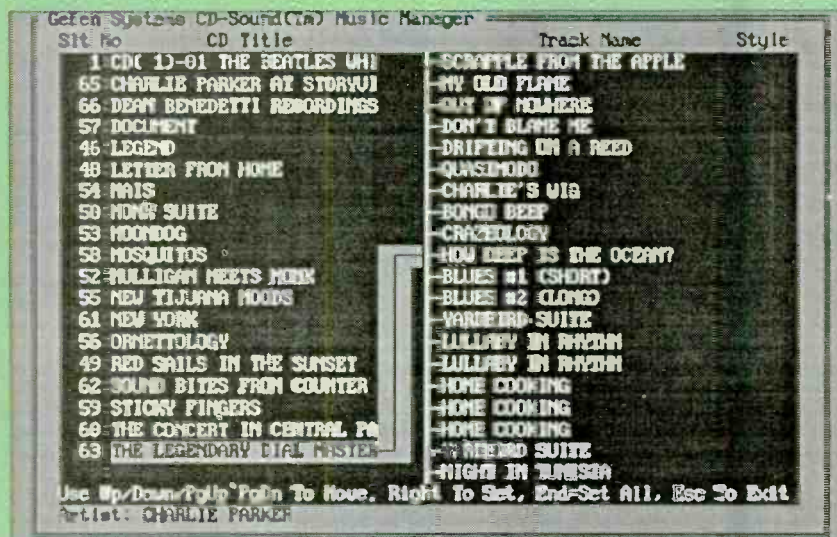 Gefen Systems CD-Sound(Tm) Music Manager
Slt No CD Title Track Name Style
1 CD( 1)-01 THE BEATLES WHI
65 CHARLIE PARKER AT STORYVI
66 DEAN BENEDETTI RECORDINGS
57 DOCUMENT
46 LEGEND
48 LETTER FROM HOME
54 MAIS
50 MONK SUITE
53 MOONDOG
58 MOSQUITOS
52 MULLIGAN MEETS MONK
55 NEW TIJUANA MOODS
61 NEW YORK
56 ORNETTOLOGY
49 RED SAILS IN THE SUNSET
62 SOUND BITES FROM COUNTER
59 STICKY FINGERS
60 THE CONCERT IN CENTRAL PA
63 THE LEGENDARY DIAL MASTER
SCRAPPLE FROM THE APPLE
MY OLD FLAME
OUT OF NOWHERE
DON'T BLAME ME
DRIFTING ON A REED
QUASIMODO
CHARLIE'S WIG
BONGO BEEP
CRAZEOLOGY
HOW DEEP IS THE OCEAN?
BLUES #1 (SHORT)
BLUES #2 (LONG)
YARDBIRD SUITE
LULLABY IN RHYTHM
LULLABY IN RHYTHM
HOME COOKING
HOME COOKING
HOME COOKING
YARDBIRD SUITE
NIGHT IN TUNISIA
Use Up/Down/PgUp PgDn To Move, Right To Set, End=Set All, Esc To Exit
Artist: CHARLIE PARKER